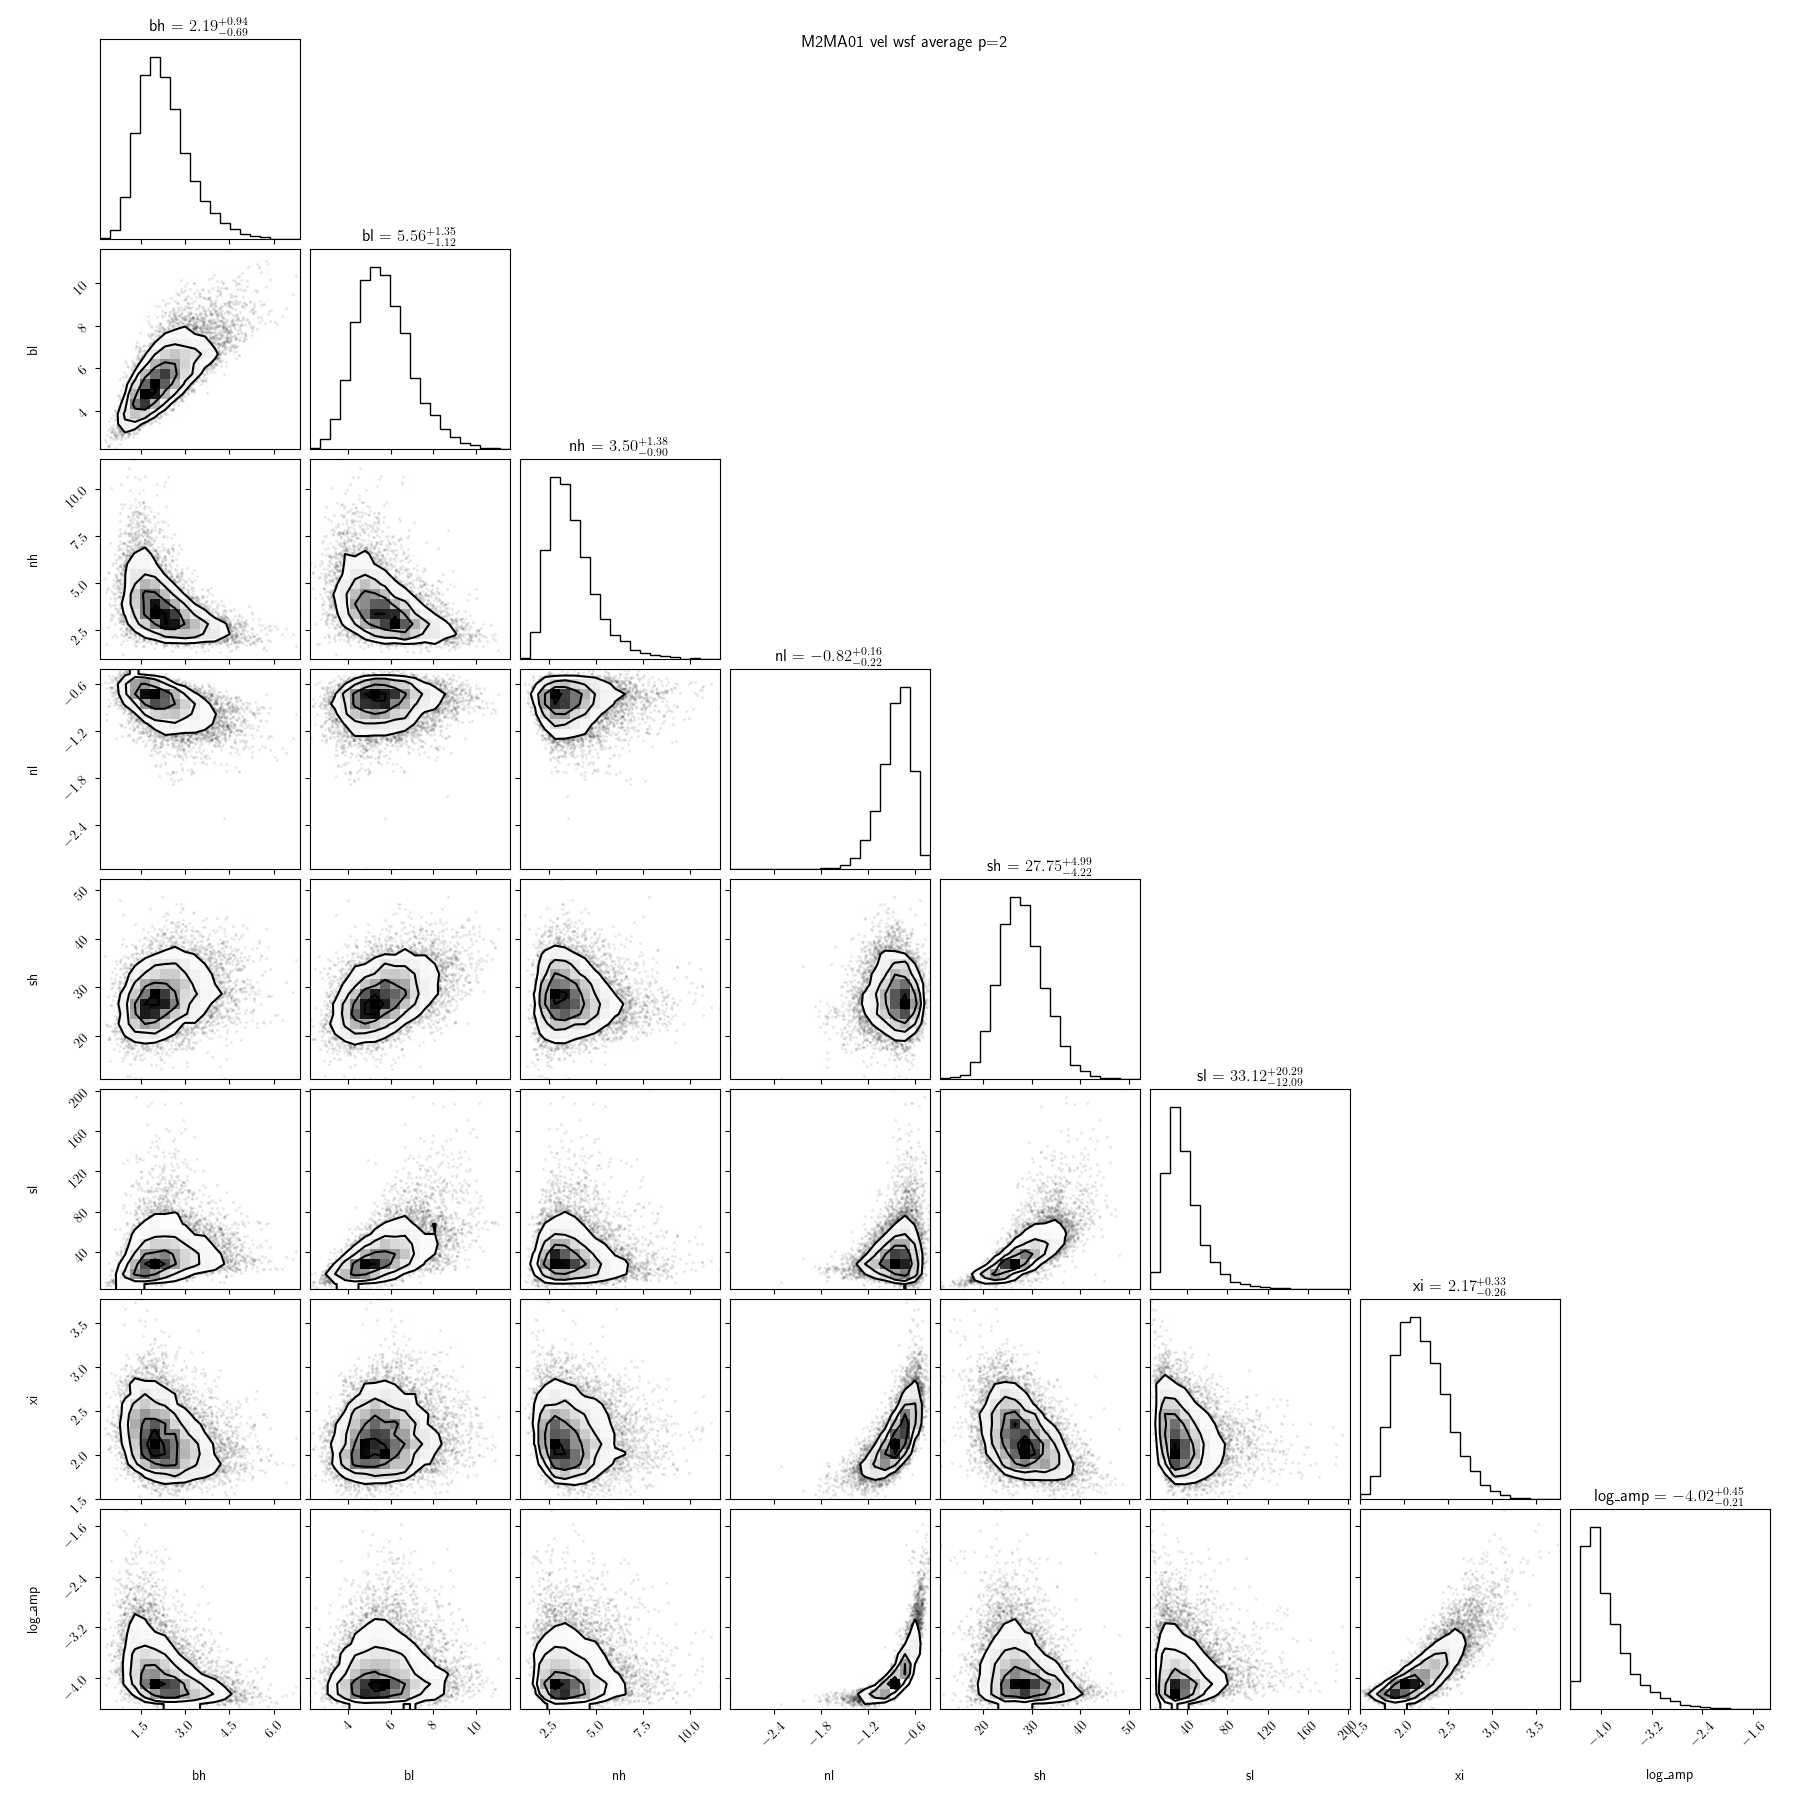 bh = 2.19+0.94−0.69
M2MA01 vel wsf average p=2
bl = 5.56+1.35−1.12
bl
10
8
6
4
nh = 3.50+1.38−0.90
nh
10.0
7.5
5.0
2.5
nl = −0.82+0.16−0.22
nl
−0.6
−1.2
−1.8
−2.4
sh = 27.75+4.99−4.22
sh
50
40
30
20
sl = 33.12+20.29−12.09
sl
200
160
120
80
40
xi = 2.17+0.33−0.26
xi
3.5
3.0
2.5
2.0
1.5
log_amp = −4.02+0.45−0.21
log_amp
−1.6
−2.4
−3.2
−4.0
1.5 3.0 4.5 6.0 4 6 8 10 2.5 5.0 7.5 10.0 −2.4 −1.8 −1.2 −0.6 20 30 40 50 40 80 120 160 200 1.5 2.0 2.5 3.0 3.5 −4.0 −3.2 −2.4 −1.6
bh bl nh nl sh sl xi log_amp